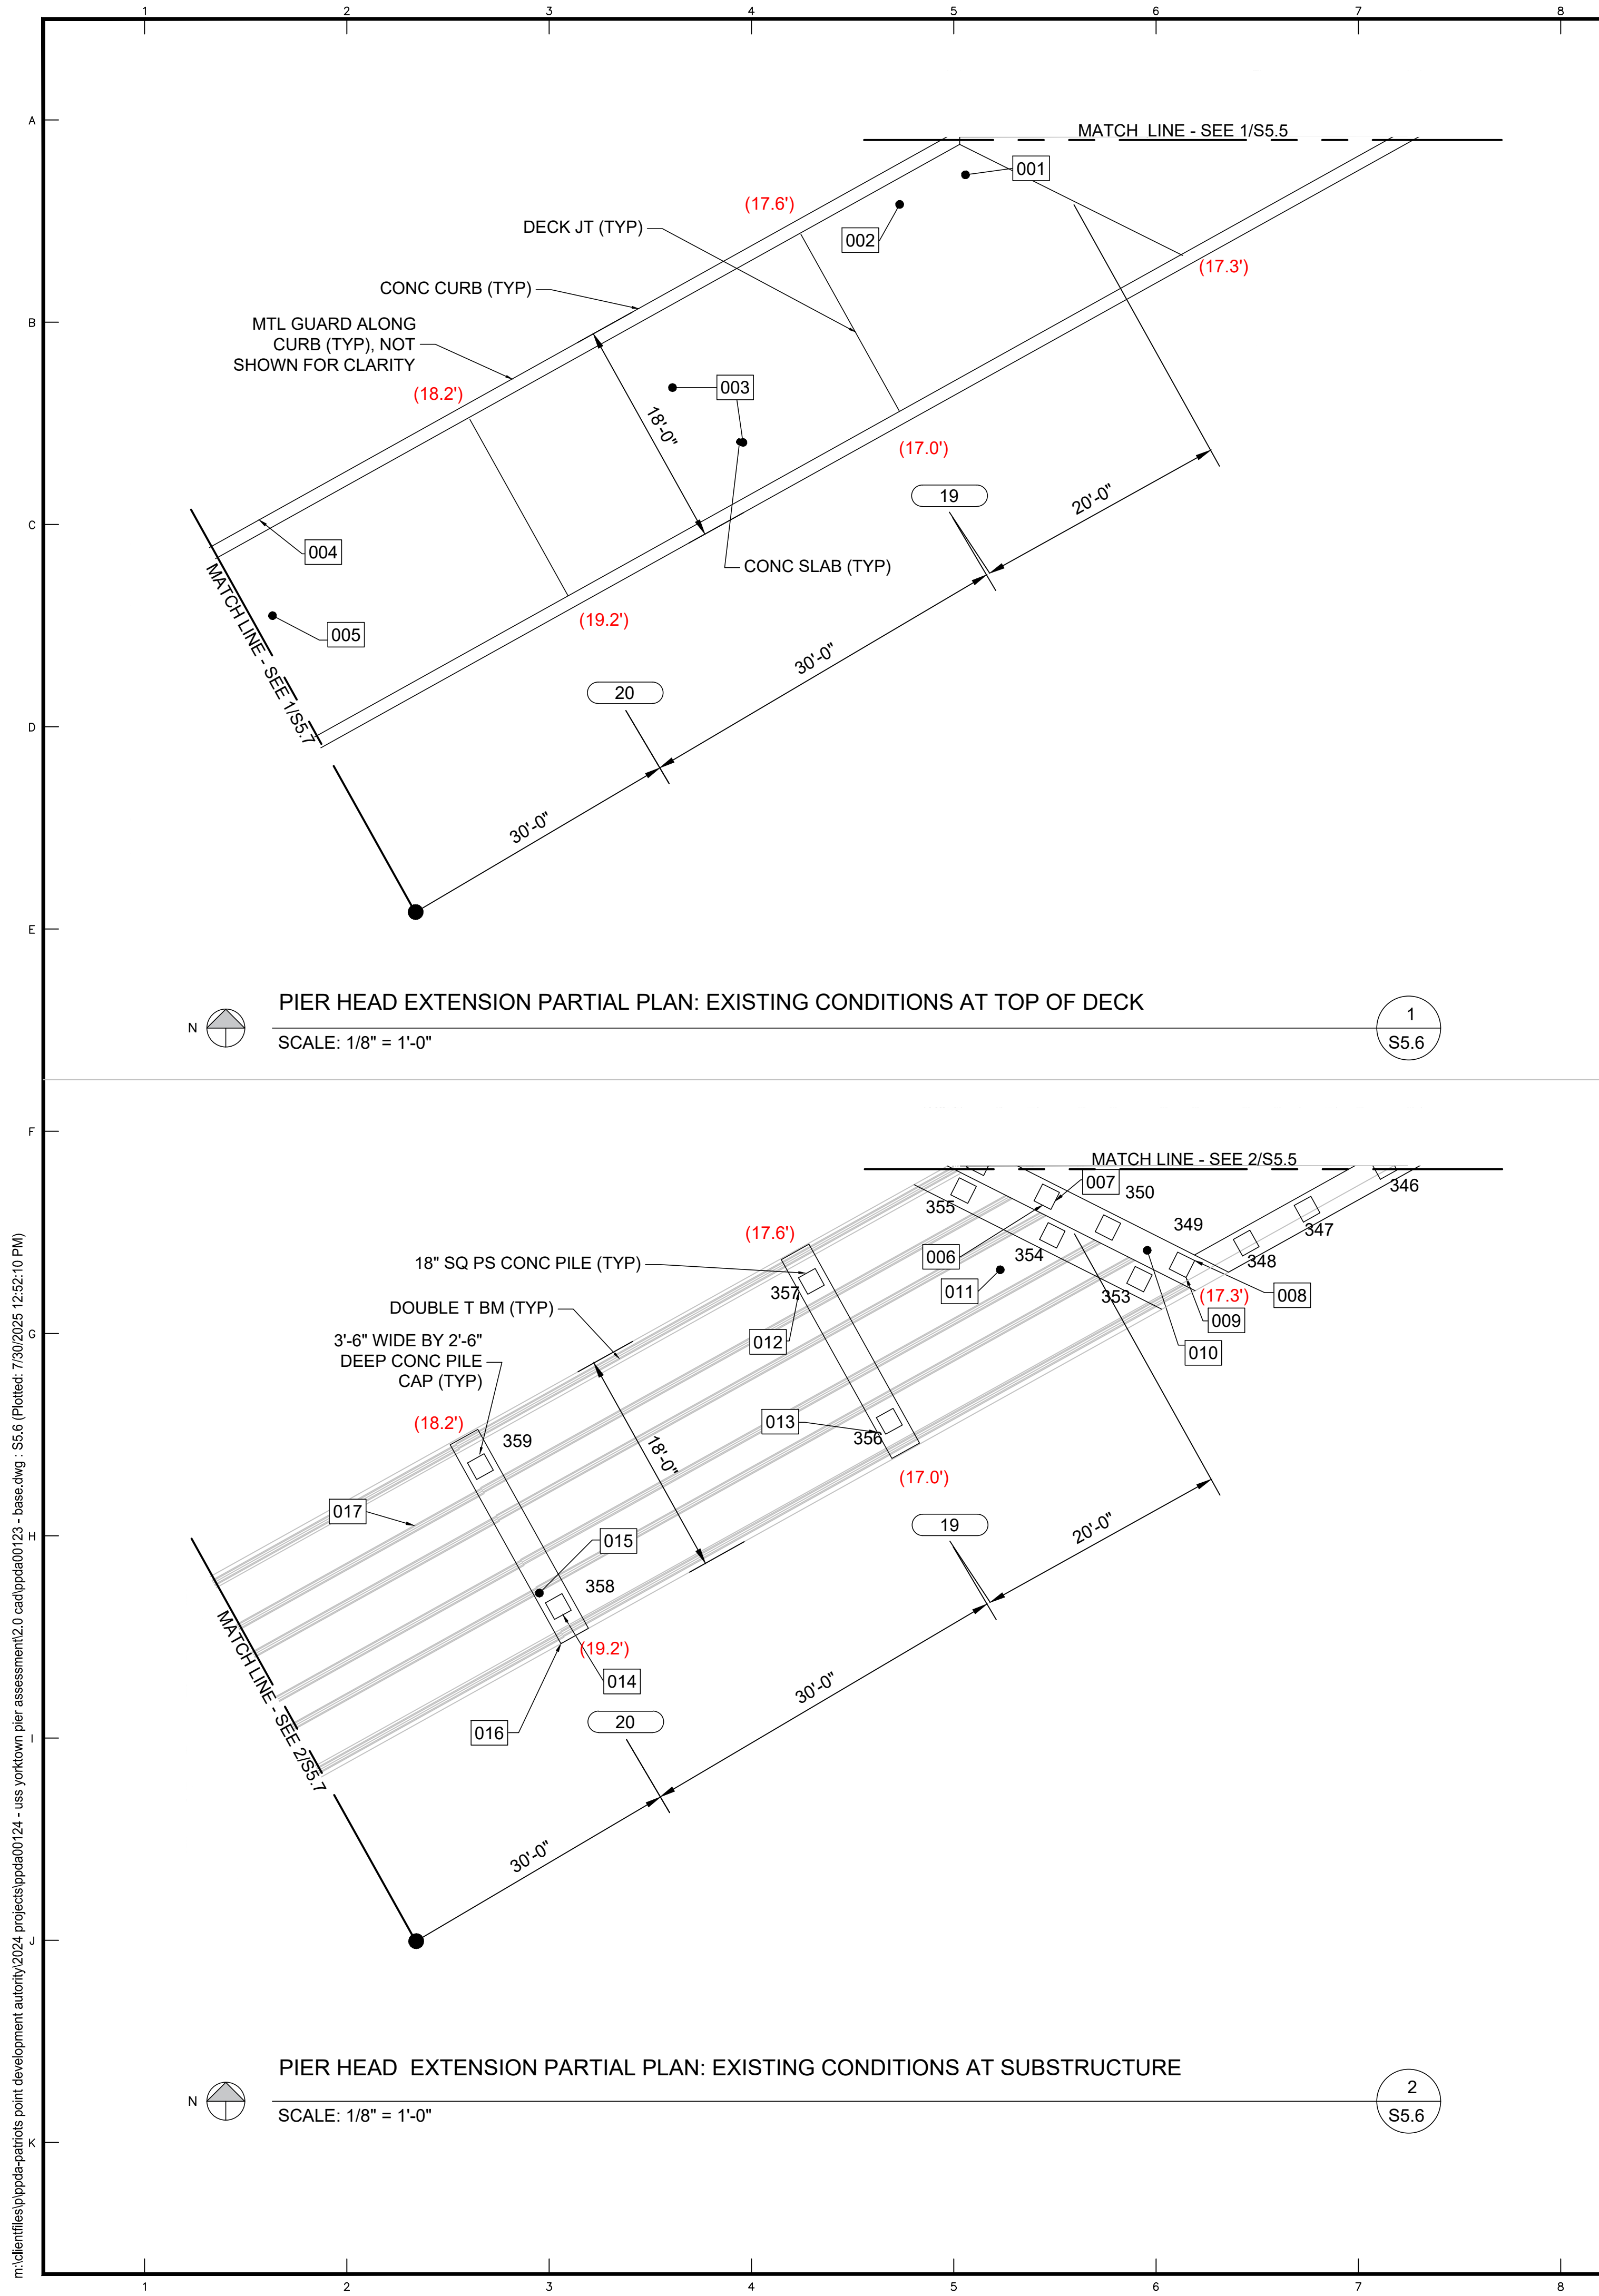 1 2 3 4 5 6 7 8
A
MATCH  LINE - SEE 1/S5.5
001
(17.6')
DECK JT (TYP)
002
(17.3')
CONC CURB (TYP)
B
MTL GUARD ALONG
CURB (TYP), NOT
SHOWN FOR CLARITY
(18.2')
003
18'-0"
(17.0')
19
20'-0"
C
004
CONC SLAB (TYP)
MATCH LINE - SEE 1/S5.7
005
(19.2')
30'-0"
20
D
30'-0"
E
PIER HEAD EXTENSION PARTIAL PLAN: EXISTING CONDITIONS AT TOP OF DECK
N
SCALE: 1/8" = 1'-0"
1
S5.6
F
MATCH LINE - SEE 2/S5.5
007
350
346
355
349
347
(17.6')
006
354
348
18" SQ PS CONC PILE (TYP)
357
011
353
(17.3')
008
DOUBLE T BM (TYP)
009
G
012
010
3'-6" WIDE BY 2'-6"
DEEP CONC PILE
CAP (TYP)
(18.2')
359
013
356
18'-0"
(17.0')
017
19
20'-0"
H
015
358
MATCH LINE - SEE 2/S5.7
(19.2')
014
30'-0"
016
20
I
30'-0"
J
PIER HEAD  EXTENSION PARTIAL PLAN: EXISTING CONDITIONS AT SUBSTRUCTURE
N
SCALE: 1/8" = 1'-0"
2
S5.6
K
m:\clientfiles\p\ppda-patriots point development autority\2024 projects\ppda00124 - uss yorktown pier assessment\2.0 cad\ppda00123 - base.dwg : S5.6 (Plotted: 7/30/2025 12:52:10 PM)
1 2 3 4 5 6 7 8